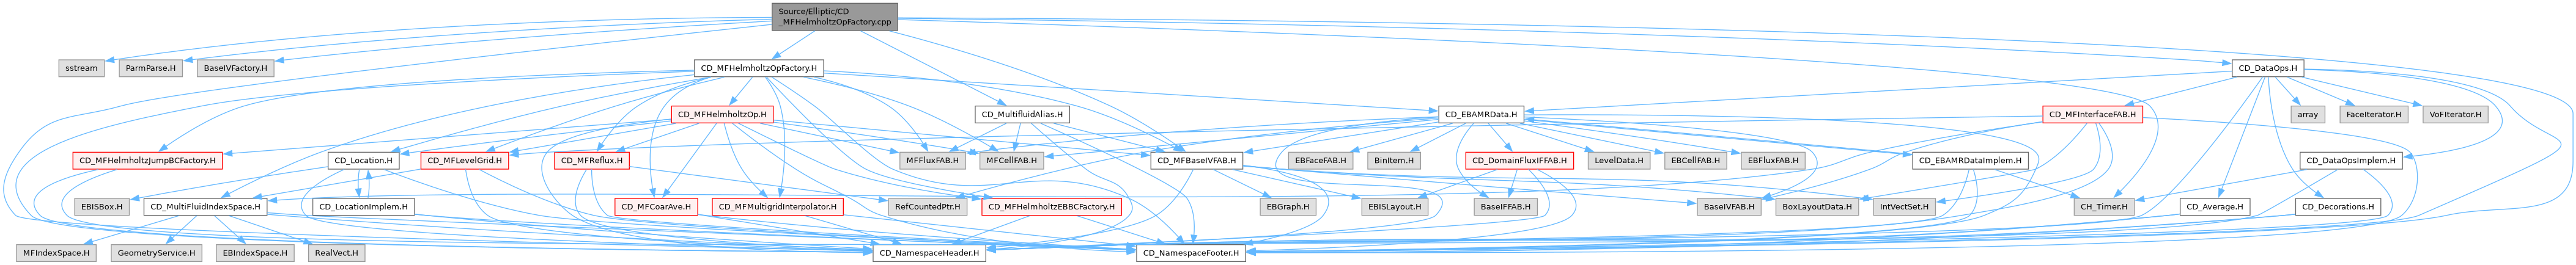 Source/Elliptic/CD
_MFHelmholtzOpFactory.cpp
sstream
ParmParse.H
BaseIVFactory.H
CD_MFHelmholtzOpFactory.H
CD_DataOps.H
CD_MFHelmholtzOp.H
CD_MultifluidAlias.H
CD_EBAMRData.H
CD_MFInterfaceFAB.H
array
FaceIterator.H
VoFIterator.H
CD_MFHelmholtzJumpBCFactory.H
CD_Location.H
CD_MFLevelGrid.H
CD_MFReflux.H
MFFluxFAB.H
MFCellFAB.H
CD_MFBaseIVFAB.H
EBFaceFAB.H
BinItem.H
CD_DomainFluxIFFAB.H
LevelData.H
EBCellFAB.H
EBFluxFAB.H
CD_EBAMRDataImplem.H
CD_DataOpsImplem.H
EBISBox.H
CD_MultiFluidIndexSpace.H
CD_LocationImplem.H
CD_MFCoarAve.H
CD_MFMultigridInterpolator.H
RefCountedPtr.H
CD_MFHelmholtzEBBCFactory.H
EBGraph.H
EBISLayout.H
BaseIFFAB.H
BaseIVFAB.H
BoxLayoutData.H
IntVectSet.H
CH_Timer.H
CD_Average.H
CD_Decorations.H
MFIndexSpace.H
GeometryService.H
EBIndexSpace.H
RealVect.H
CD_NamespaceHeader.H
CD_NamespaceFooter.H